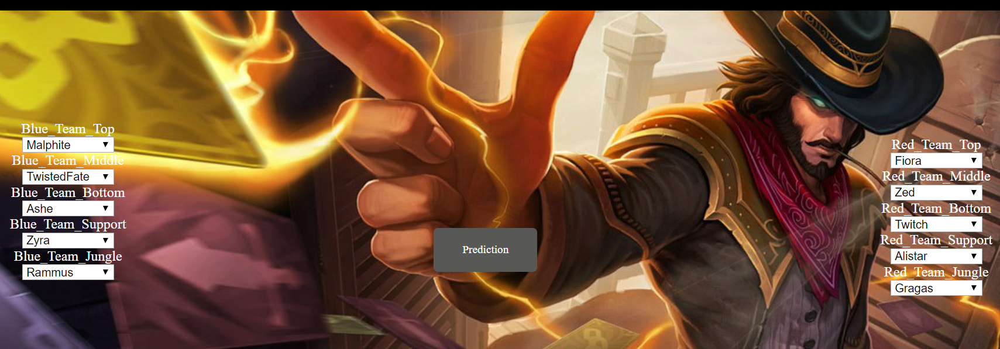 Blue_Team_Top
Malphite
Blue_Team_Middle
TwistedFate
Blue_Team_Bottom
Ashe
Blue_Team_Support
Zyra
Blue_Team_Jungle
Rammus
Prediction
Red_Team_Top
Fiora
Red_Team_Middle
Zed
Red_Team_Bottom
Twitch
Red_Team_Support
Alistar
Red_Team_Jungle
Gragas